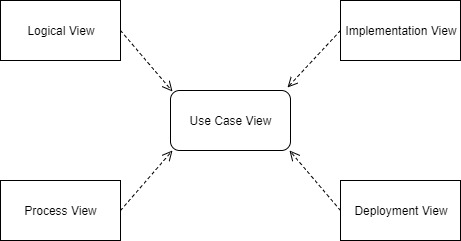 Logical View
Implementation View
Use Case View
Process View
Deployment View